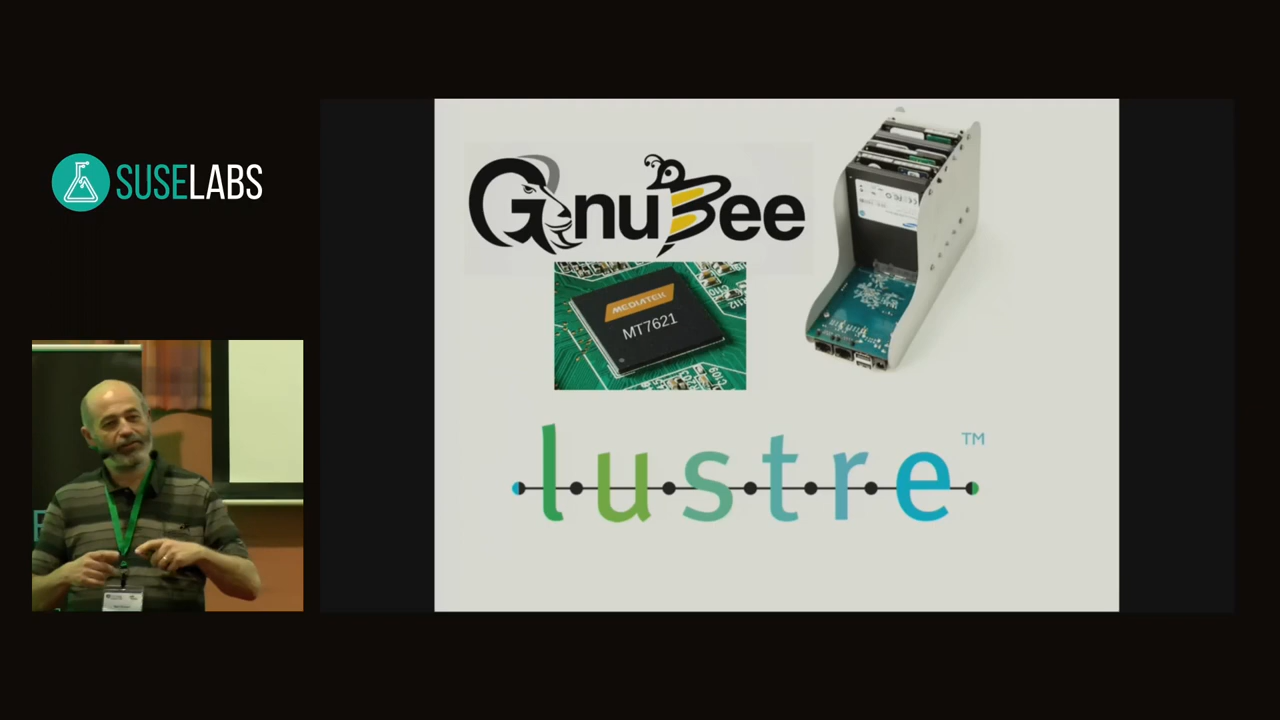 SUSELABS
GnuBee
MEDIATEK
MT7621
lustre™